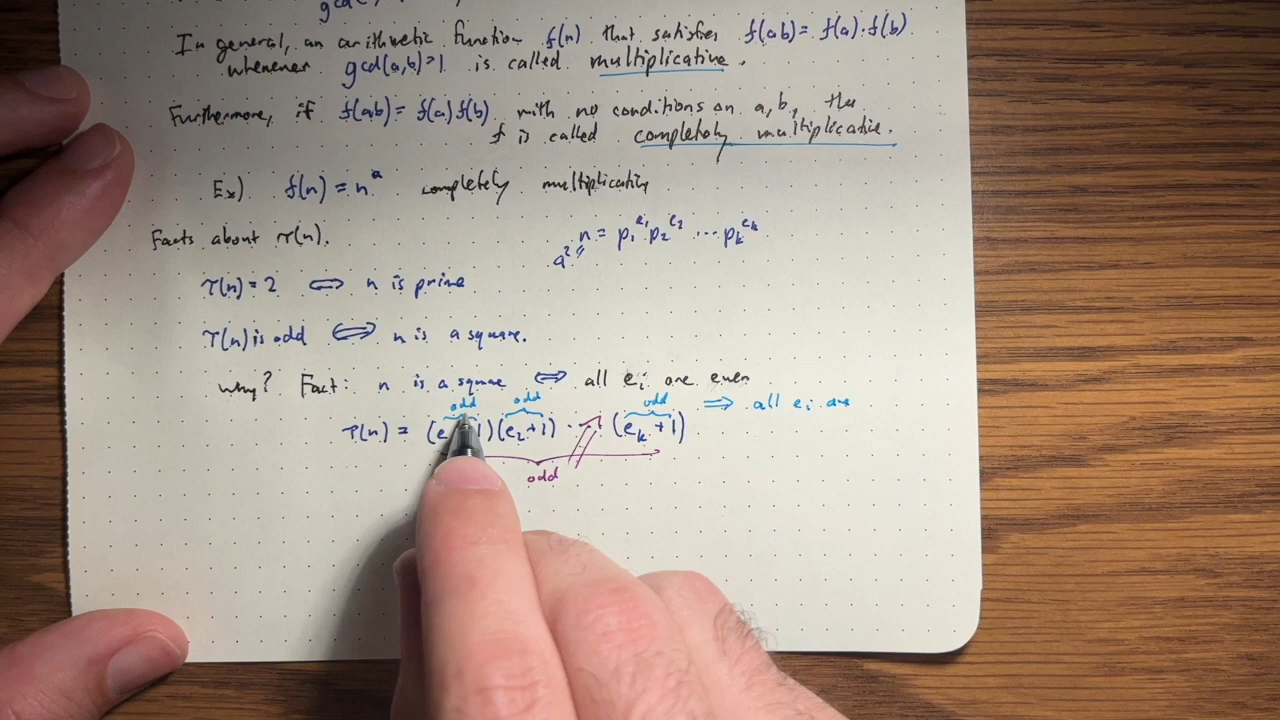 gcd(
In general, an arithmetic function f(n) that satisfies f(ab) = f(a)·f(b)
whenever gcd(a,b)=1 is called multiplicative.
Furthermore, if f(ab) = f(a)f(b) with no conditions on a,b, then
f is called completely multiplicative.
Ex) f(n) = nᵃ completely multiplicative
Facts about τ(n).
n = p₁^e₁ p₂^e₂ ... pₖ^eₖ
a² =
τ(n) = 2 ⇔ n is prime
τ(n) is odd ⇔ n is a square.
why? Fact: n is a square ⇔ all eᵢ are even
odd odd odd ⇒ all eᵢ are
τ(n) = (e 1)(e₂+1) · (eₖ+1)
odd